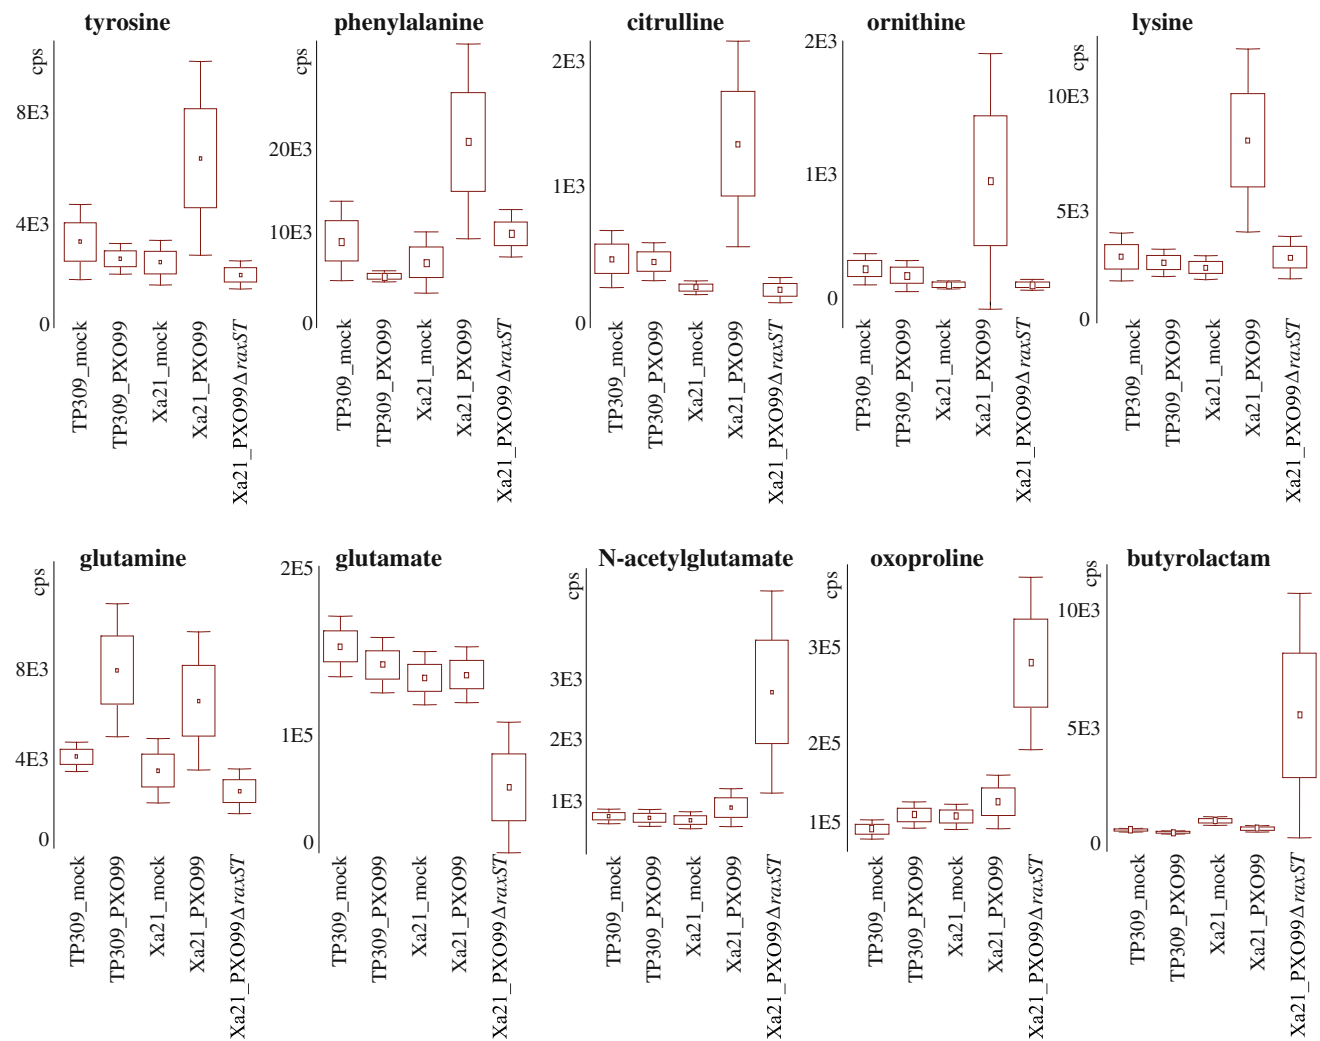 tyrosine
cps
8E3
4E3
0
TP309_mock
TP309_PXO99
Xa21_mock
Xa21_PXO99
Xa21_PXO99ΔraxST
phenylalanine
cps
20E3
10E3
0
TP309_mock
TP309_PXO99
Xa21_mock
Xa21_PXO99
Xa21_PXO99ΔraxST
citrulline
2E3
1E3
0
TP309_mock
TP309_PXO99
Xa21_mock
Xa21_PXO99
Xa21_PXO99ΔraxST
ornithine
2E3
1E3
0
TP309_mock
TP309_PXO99
Xa21_mock
Xa21_PXO99
Xa21_PXO99ΔraxST
lysine
cps
10E3
5E3
0
TP309_mock
TP309_PXO99
Xa21_mock
Xa21_PXO99
Xa21_PXO99ΔraxST
glutamine
cps
8E3
4E3
0
TP309_mock
TP309_PXO99
Xa21_mock
Xa21_PXO99
Xa21_PXO99ΔraxST
glutamate
2E5
1E5
0
TP309_mock
TP309_PXO99
Xa21_mock
Xa21_PXO99
Xa21_PXO99ΔraxST
N-acetylglutamate
cps
3E3
2E3
1E3
TP309_mock
TP309_PXO99
Xa21_mock
Xa21_PXO99
Xa21_PXO99ΔraxST
oxoproline
cps
3E5
2E5
1E5
TP309_mock
TP309_PXO99
Xa21_mock
Xa21_PXO99
Xa21_PXO99ΔraxST
butyrolactam
cps
10E3
5E3
0
TP309_mock
TP309_PXO99
Xa21_mock
Xa21_PXO99
Xa21_PXO99ΔraxST